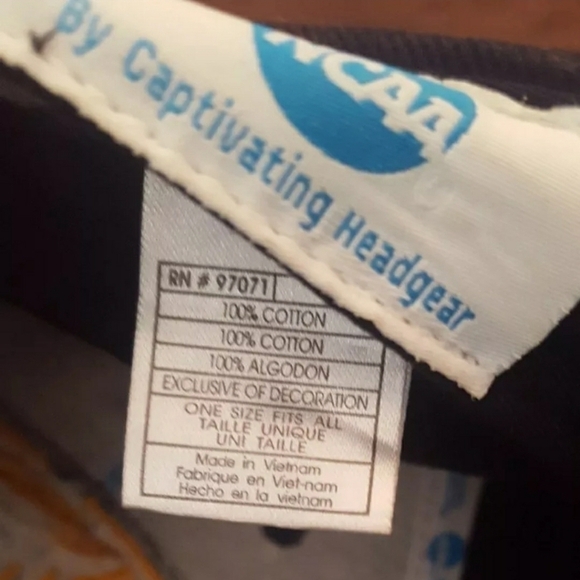 NCAA
By Captivating Headgear
RN # 97071
100% COTTON
100% COTTON
100% ALGODON
EXCLUSIVE OF DECORATION
ONE SIZE FITS ALL
TAILLE UNIQUE
UNI TAILLE
Made in Vietnam
Fabrique en Viet-nam
Hecho en la vietnam